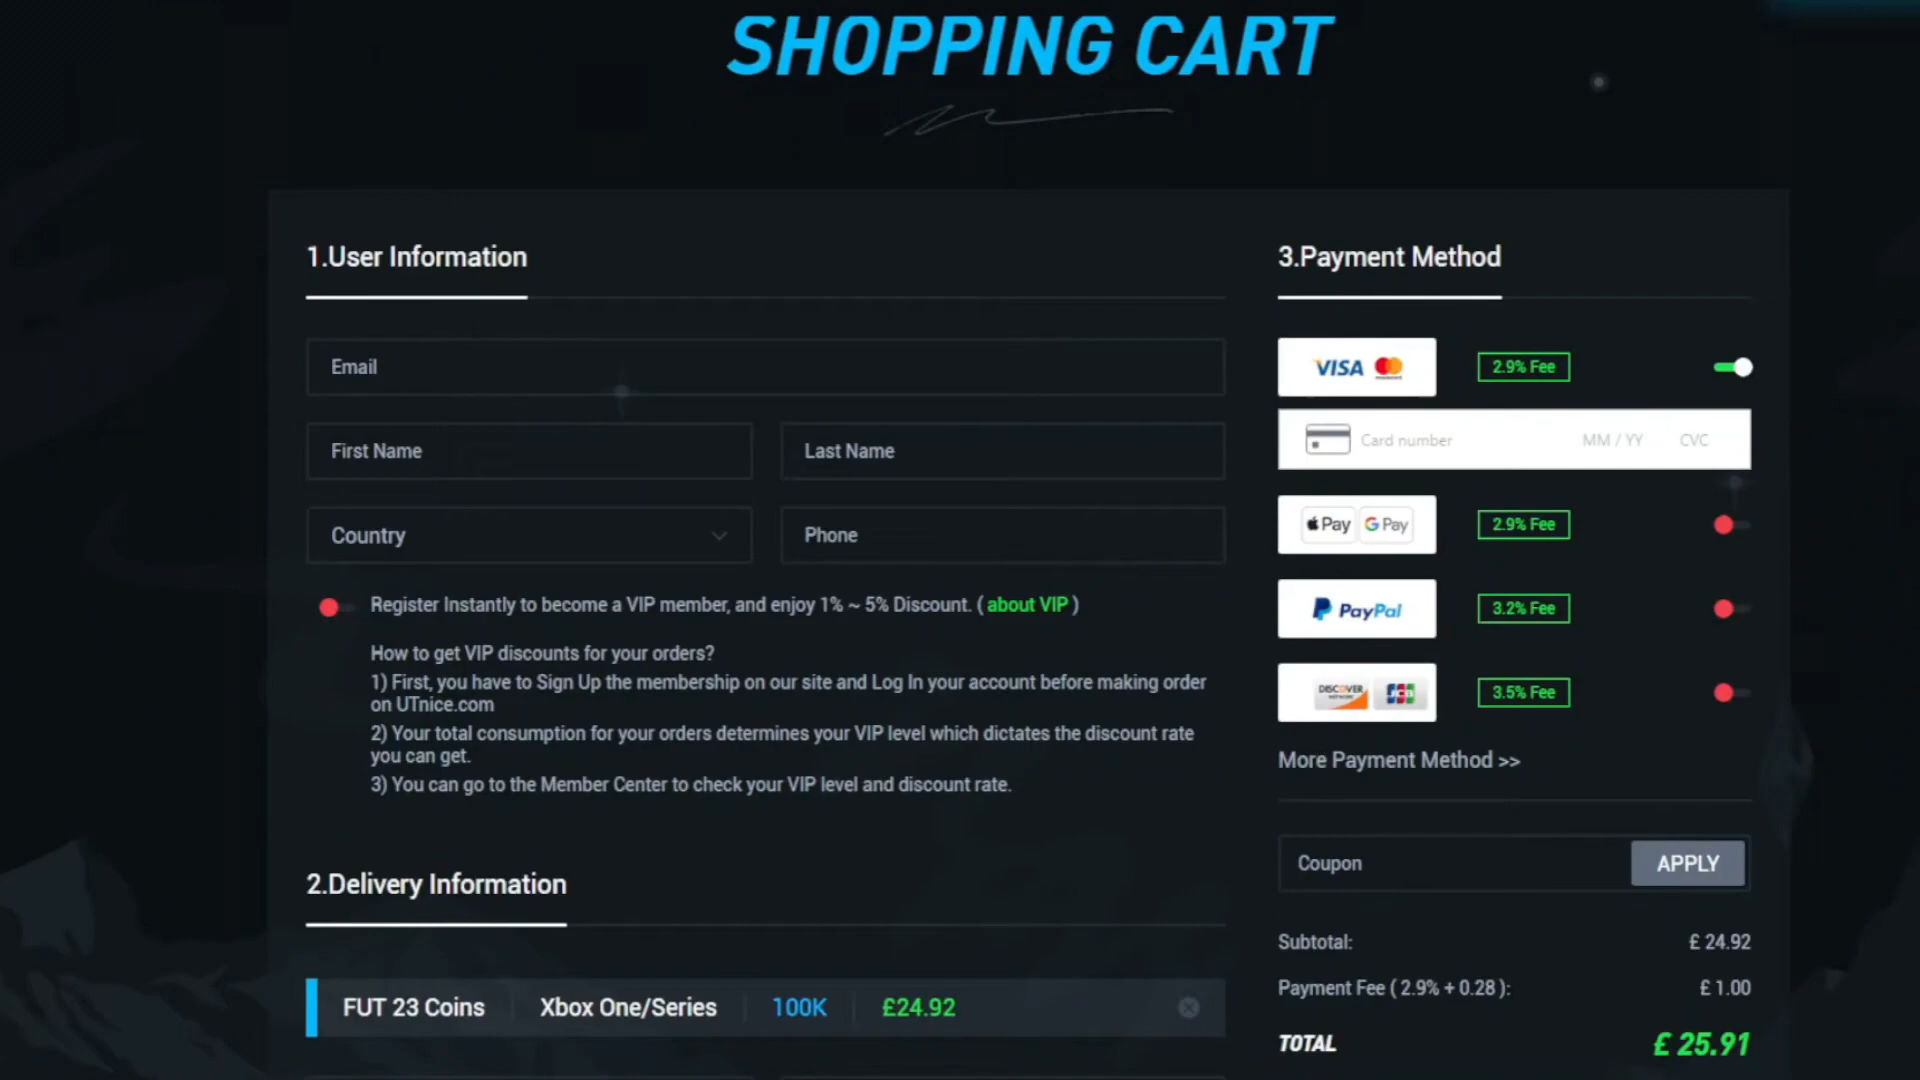 SHOPPING CART
1.User Information
Email
First Name
Last Name
Country
Phone
Register Instantly to become a VIP member, and enjoy 1% ~ 5% Discount. ( about VIP )
How to get VIP discounts for your orders?
1) First, you have to Sign Up the membership on our site and Log In your account before making order
on UTnice.com
2) Your total consumption for your orders determines your VIP level which dictates the discount rate
you can get.
3) You can go to the Member Center to check your VIP level and discount rate.
2.Delivery Information
FUT 23 Coins Xbox One/Series 100K £24.92
3.Payment Method
VISA 2.9% Fee
Card number MM / YY CVC
Pay G Pay 2.9% Fee
PayPal 3.2% Fee
DISCOVER JCB 3.5% Fee
More Payment Method >>
Coupon APPLY
Subtotal: £ 24.92
Payment Fee ( 2.9% + 0.28 ): £ 1.00
TOTAL £ 25.91